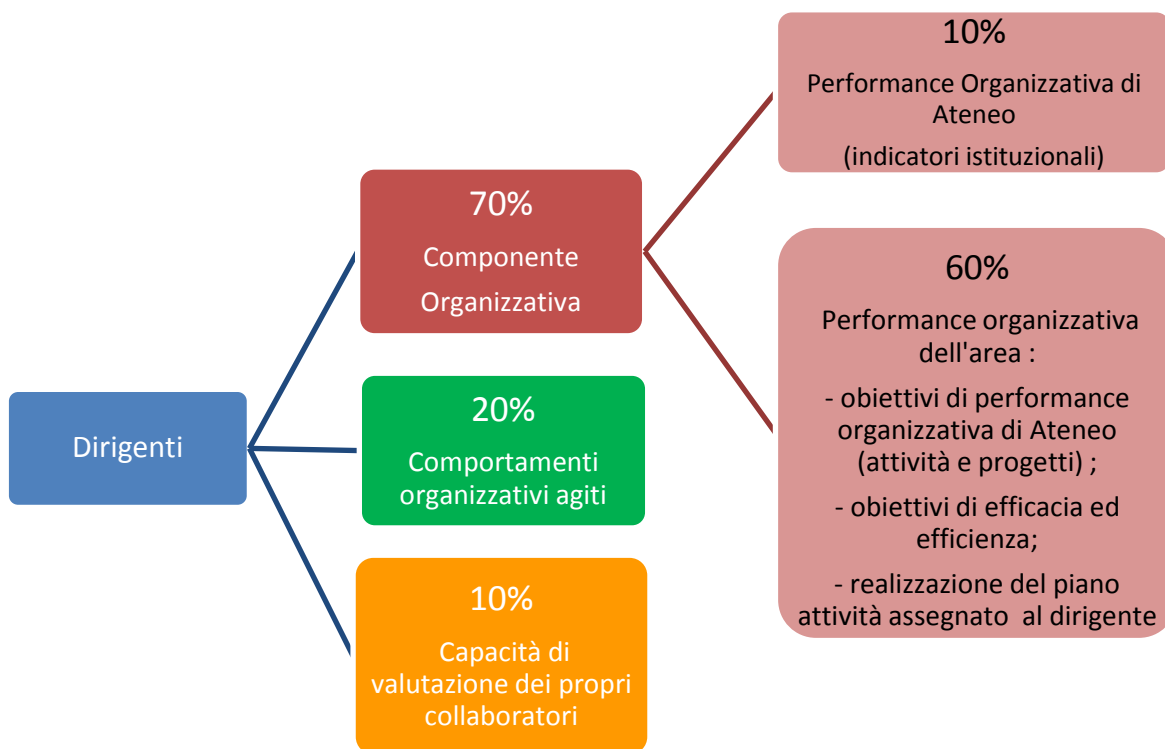 Dirigenti
70%
Componente
Organizzativa
20%
Comportamenti
organizzativi agiti
10%
Capacità di
valutazione dei propri
collaboratori
10%
Performance Organizzativa di
Ateneo
(indicatori istituzionali)
60%
Performance organizzativa
dell'area :
- obiettivi di performance
organizzativa di Ateneo
(attività e progetti) ;
- obiettivi di efficacia ed
efficienza;
- realizzazione del piano
attività assegnato al dirigente